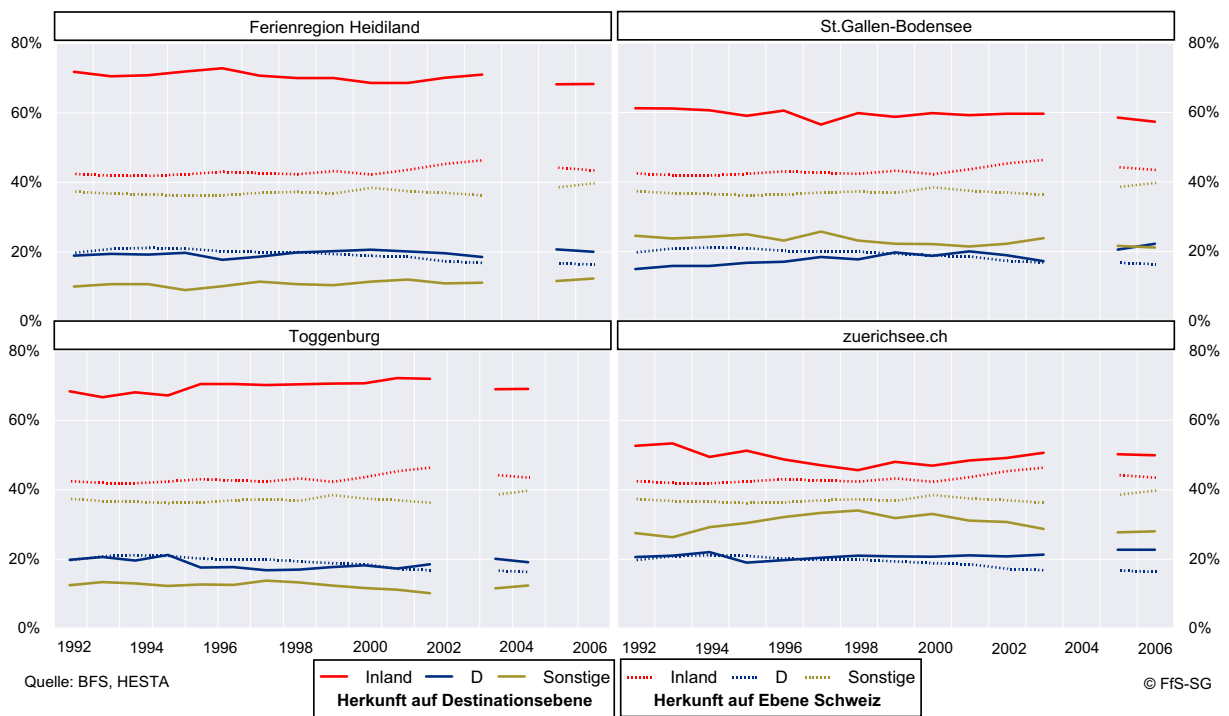 Ferienregion Heidiland
St.Gallen-Bodensee
80%
60%
40%
20%
0%
80%
60%
40%
20%
0%
Toggenburg
zuerichsee.ch
80%
60%
40%
20%
0%
80%
60%
40%
20%
0%
1992 1994 1996 1998 2000 2002 2004 2006
1992 1994 1996 1998 2000 2002 2004 2006
Quelle: BFS, HESTA
Inland D Sonstige
Herkunft auf Destinationsebene
Inland D Sonstige
Herkunft auf Ebene Schweiz
© FfS-SG